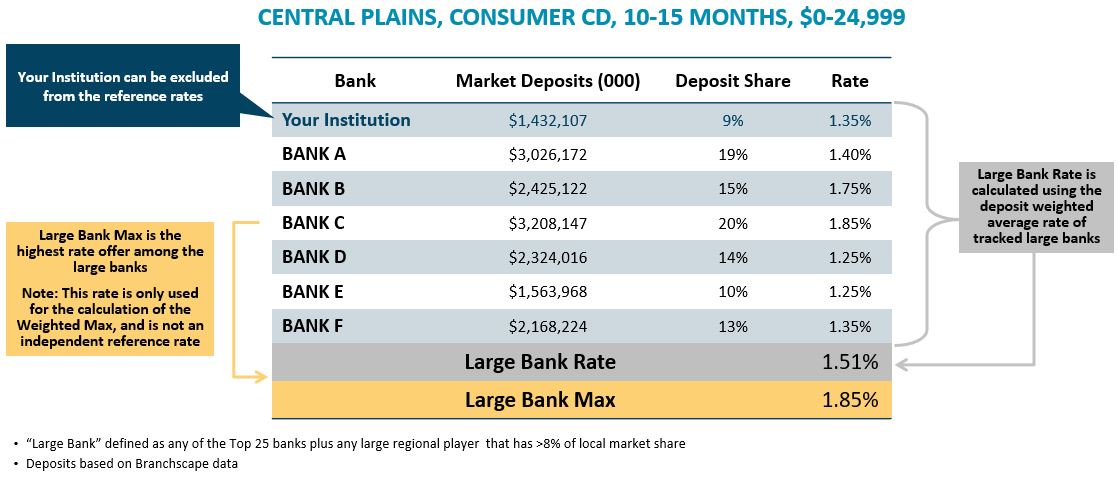 CENTRAL PLAINS, CONSUMER CD, 10-15 MONTHS, $0-24,999
Your Institution can be excluded
from the reference rates
Bank Market Deposits (000) Deposit Share Rate
Your Institution $1,432,107 9% 1.35%
BANK A $3,026,172 19% 1.40%
BANK B $2,425,122 15% 1.75%
BANK C $3,208,147 20% 1.85%
BANK D $2,324,016 14% 1.25%
BANK E $1,563,968 10% 1.25%
BANK F $2,168,224 13% 1.35%
Large Bank Rate 1.51%
Large Bank Max 1.85%
Large Bank Rate is
calculated using the
deposit weighted
average rate of
tracked large banks
Large Bank Max is the
highest rate offer among the
large banks
Note: This rate is only used
for the calculation of the
Weighted Max, and is not an
independent reference rate
• “Large Bank” defined as any of the Top 25 banks plus any large regional player that has >8% of local market share
• Deposits based on Branchscape data